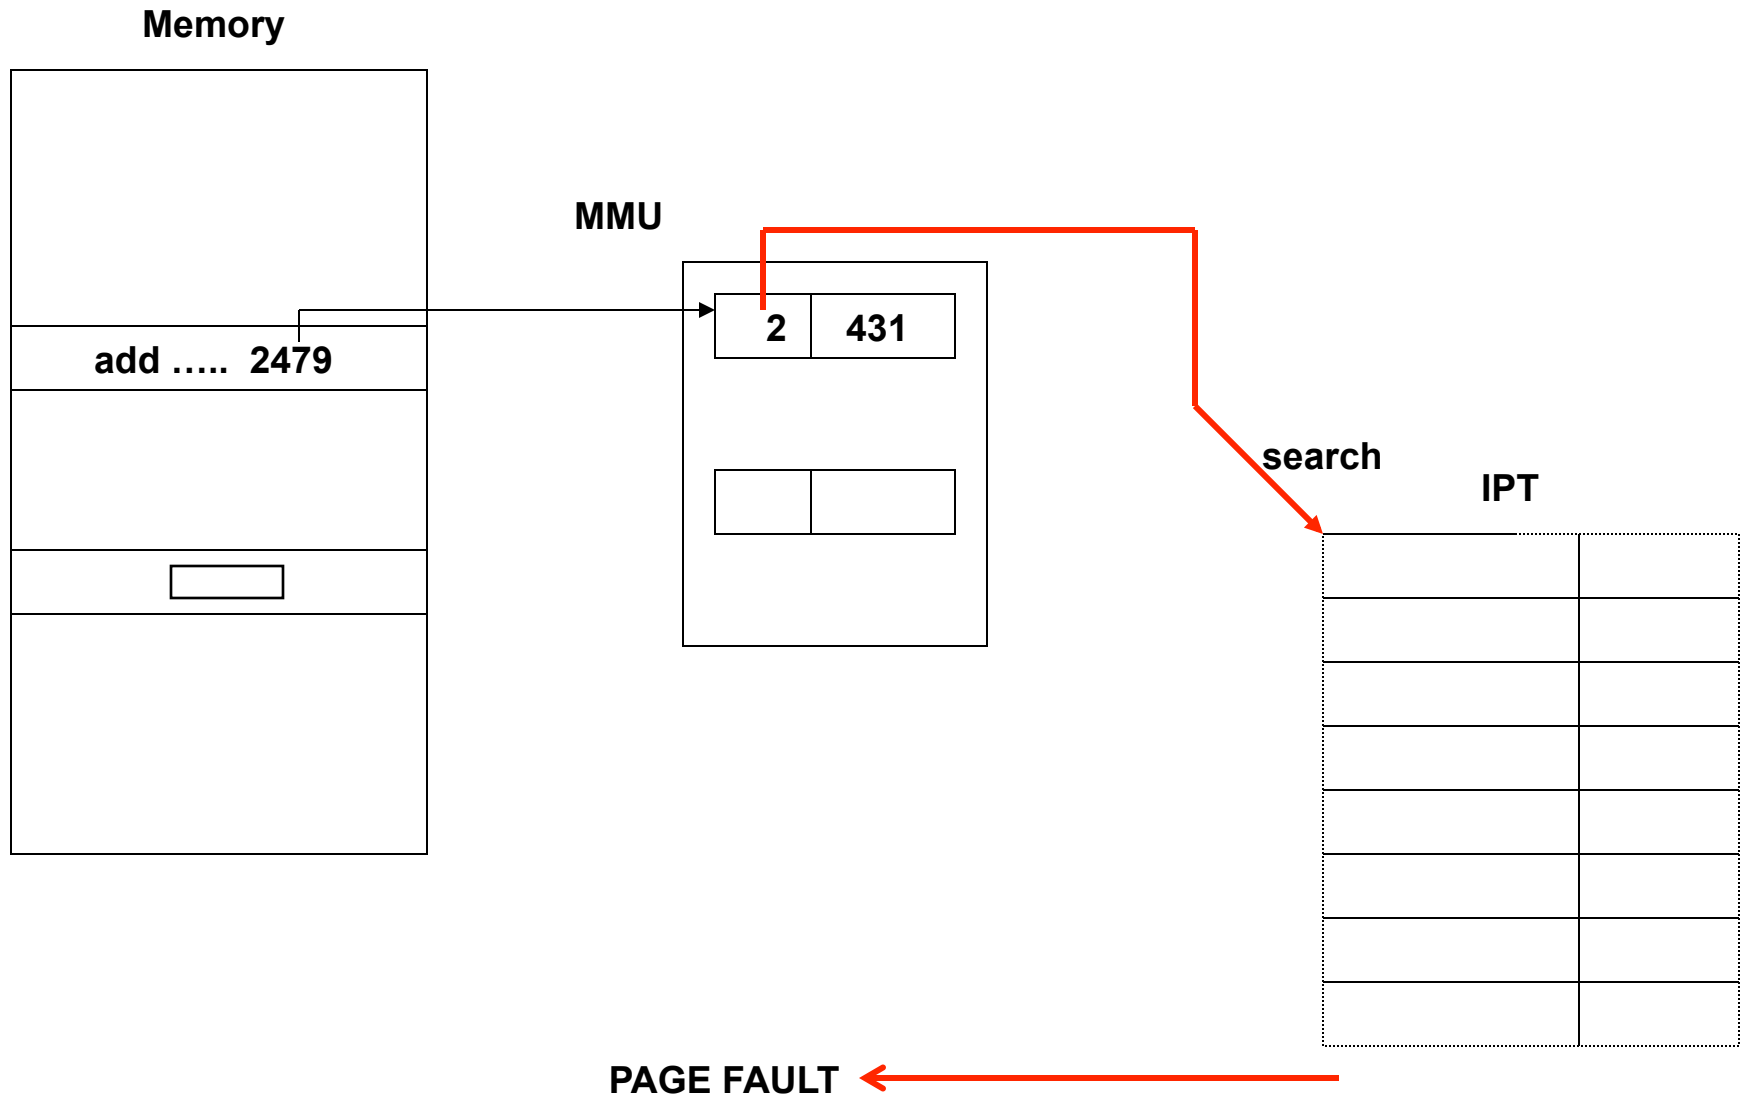 Memory
MMU
2 431
add ..... 2479
search
IPT
PAGE FAULT